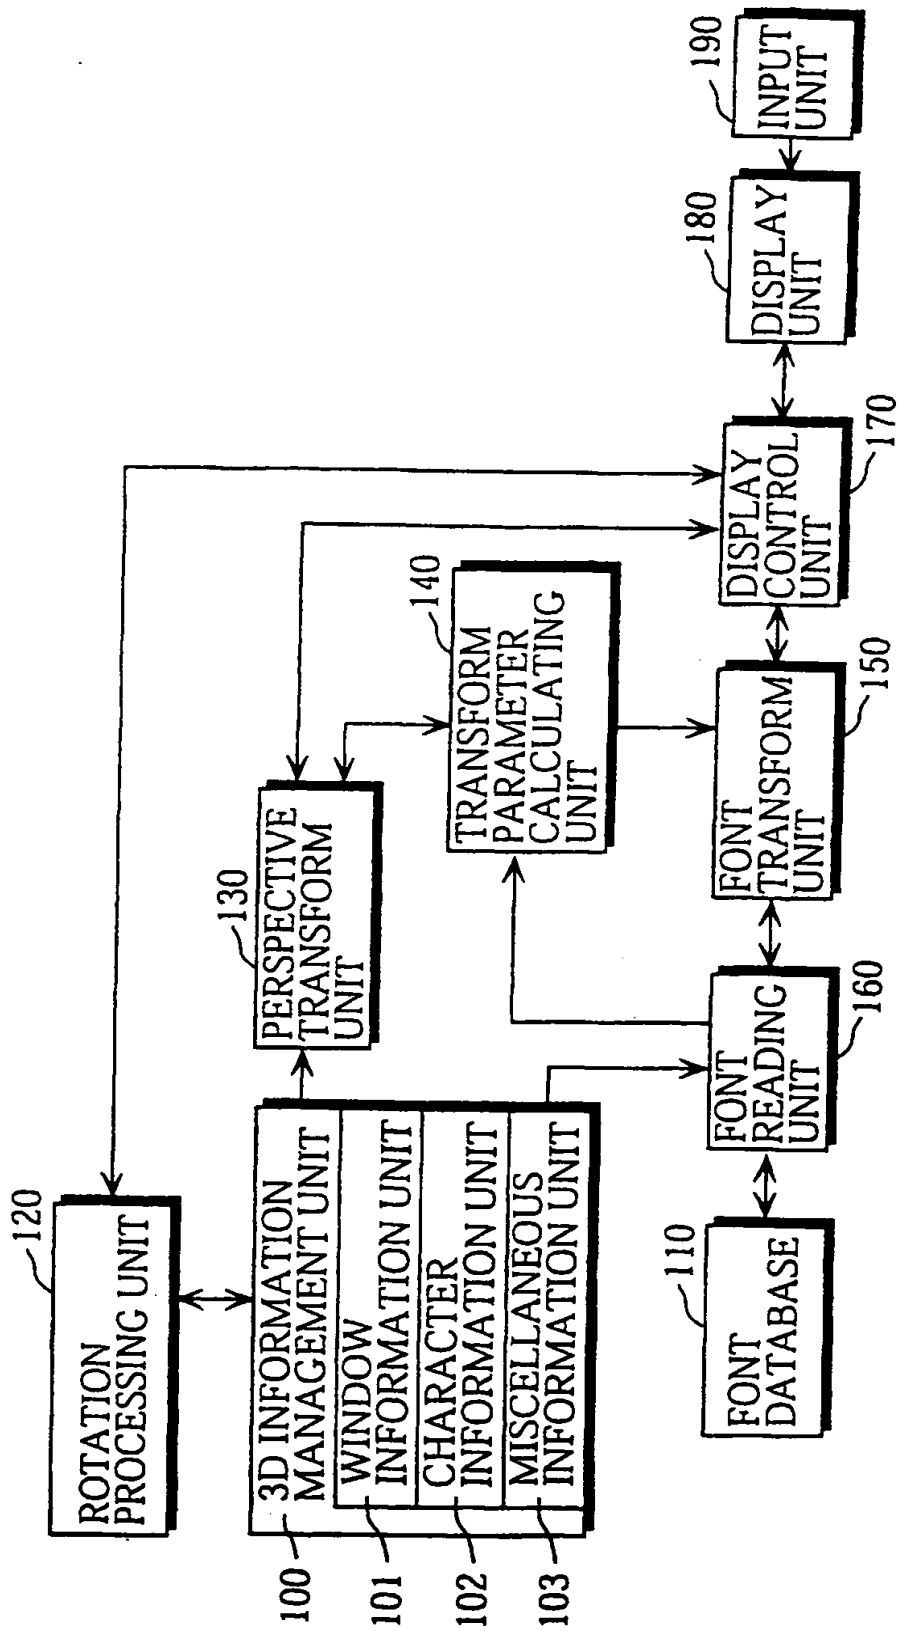 120
ROTATION
PROCESSING UNIT
100
3D INFORMATION
MANAGEMENT UNIT
101
WINDOW
INFORMATION UNIT
102
CHARACTER
INFORMATION UNIT
103
MISCELLANEOUS
INFORMATION UNIT
130
PERSPECTIVE
TRANSFORM
UNIT
140
TRANSFORM
PARAMETER
CALCULATING
UNIT
110
FONT
DATABASE
160
FONT
READING
UNIT
150
FONT
TRANSFORM
UNIT
170
DISPLAY
CONTROL
UNIT
180
DISPLAY
UNIT
190
INPUT
UNIT